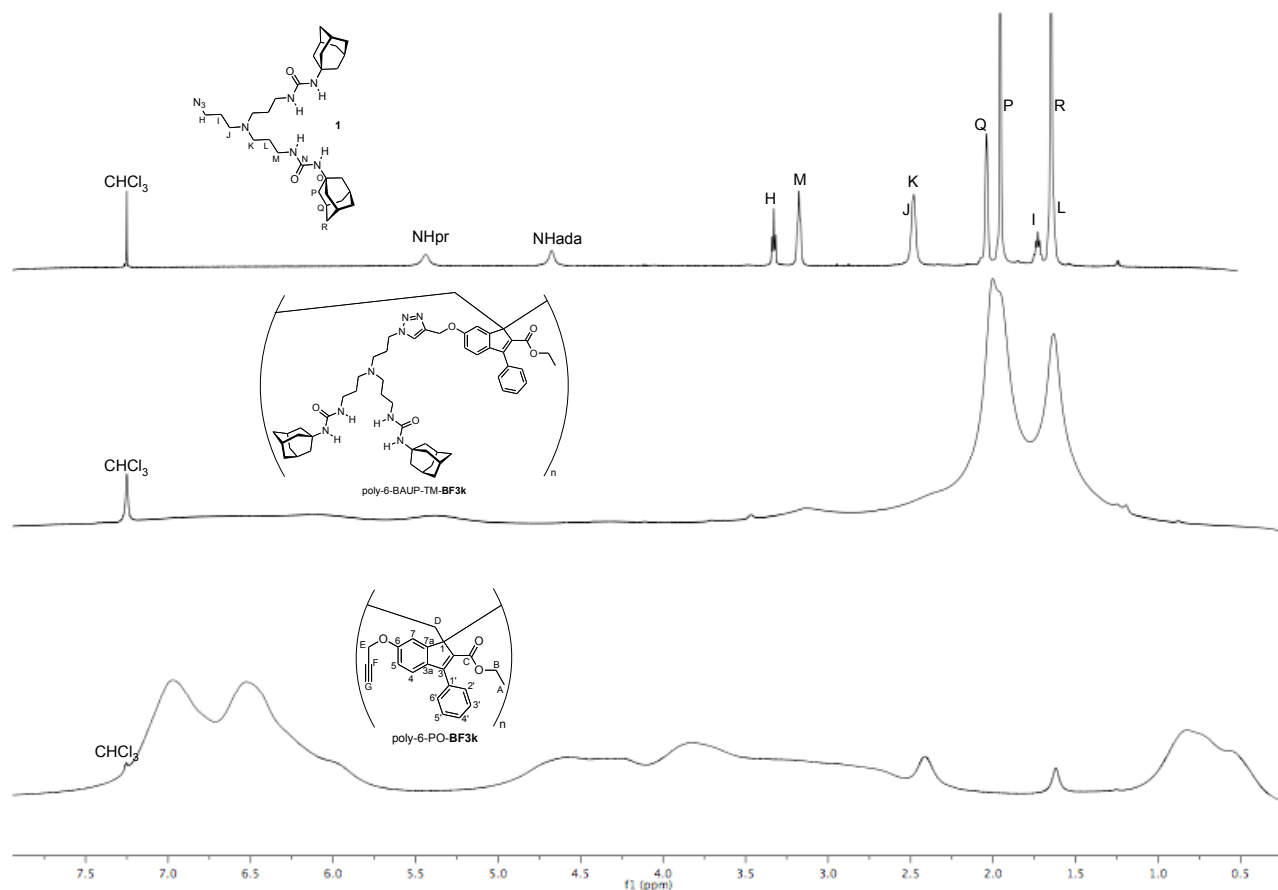 O
N
H
N
H
N3
H
I
J
N
1
K
L
M
H
N
N
H
N
O
O
P
Q
R
CHCl3
NHpr
NHada
H
M
J
K
Q
P
I
R
L
N=N
N
O
O
O
N
O
N
H
N
H
H
N
O
N
H
n
poly-6-BAUP-TM-BF3k
CHCl3
D
E
O
6
7
7a
1
O
F
G
5
4
3a
3
C
O
B
A
1'
2'
6'
3'
5'
4'
n
poly-6-PO-BF3k
CHCl3
7.5 7.0 6.5 6.0 5.5 5.0 4.5 4.0 3.5 3.0 2.5 2.0 1.5 1.0 0.5
f1 (ppm)